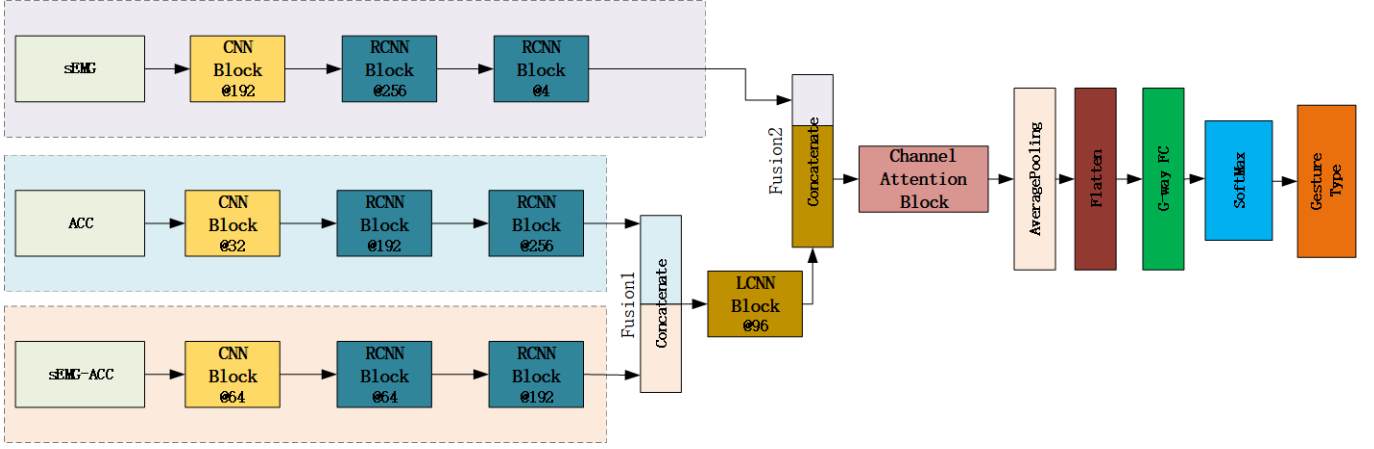 sEMG
CNN
Block
@192
RCNN
Block
@256
RCNN
Block
@4
ACC
CNN
Block
@32
RCNN
Block
@192
RCNN
Block
@256
sEMG-ACC
CNN
Block
@64
RCNN
Block
@64
RCNN
Block
@192
Fusion1
Concatenate
LCNN
Block
@96
Fusion2
Concatenate
Channel
Attention
Block
AveragePooling
Flatten
G-way FC
SoftMax
Gesture
Type